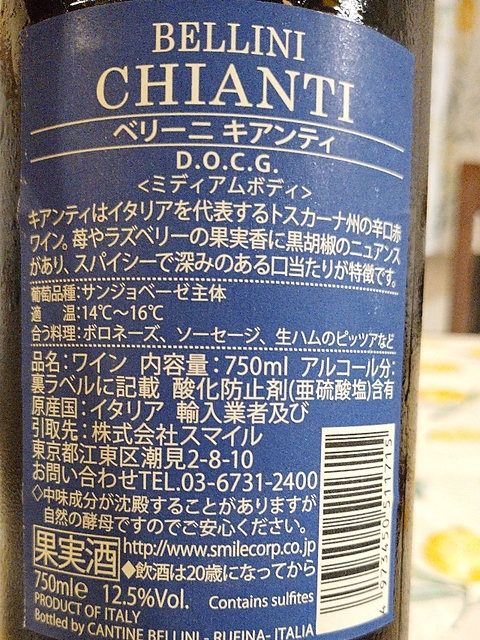 BELLINI
CHIANTI
ベリーニ キアンティ
D.O.C.G.
<ミディアムボディ>
キアンティはイタリアを代表するトスカーナ州の辛口赤
ワイン。苺やラズベリーの果実香に黒胡椒のニュアンス
があり、スパイシーで深みのある口当たりが特徴です。
葡萄品種:サンジョベーゼ主体
適 温:14℃〜16℃
合う料理:ボロネーズ、ソーセージ、生ハムのピッツアなど
品名:ワイン 内容量:750ml アルコール分:
裏ラベルに記載 酸化防止剤(亜硫酸塩)含有
原産国:イタリア 輸入業者及び
引取先:株式会社スマイル
東京都江東区潮見2-8-10
お問い合わせTEL.03-6731-2400
◇中味成分が沈殿することがありますが
自然の酵母ですのでご安心ください。
果実酒 http://www.smilecorp.co.jp
◆飲酒は20歳になってから
750ml℮ 12.5%Vol. Contains sulfites
PRODUCT OF ITALY
Bottled by CANTINE BELLINI - RUFINA- ITALIA
4 973450 511715